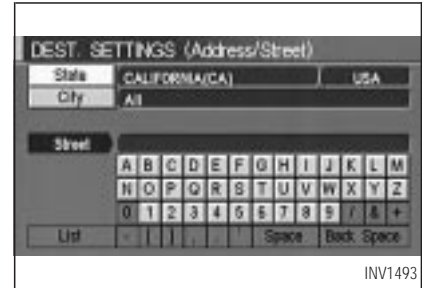 DEST. SETTINGS (Address/Street)
State CALIFORNIA(CA) USA
City All
Street
A B C D E F G H I J K L M
N O P Q R S T U V W X Y Z
0 1 2 3 4 5 6 7 8 9 / & +
List - ( ) . , ' Space Back Space
INV1493